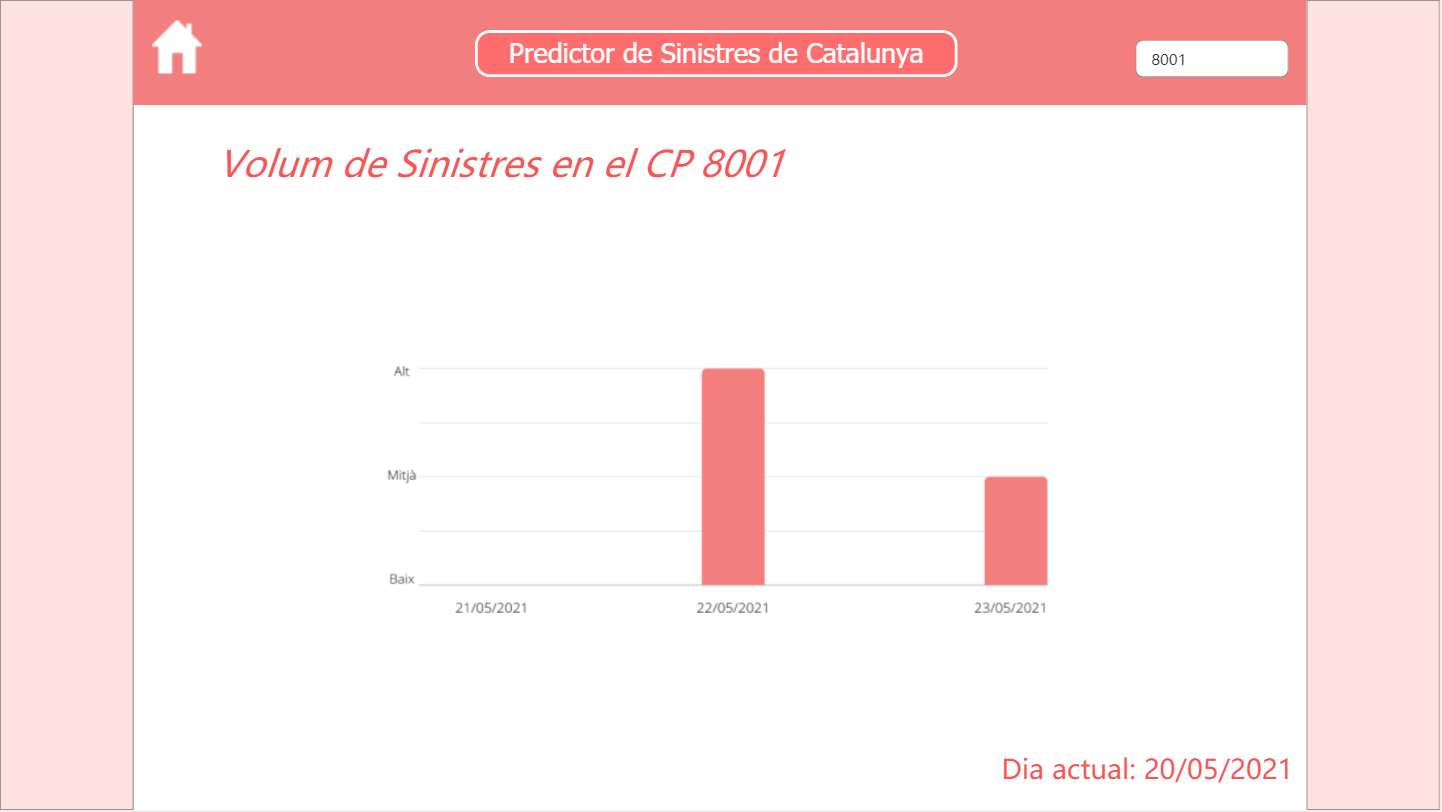 Predictor de Sinistres de Catalunya
8001
Volum de Sinistres en el CP 8001
Alt
Mitjà
Baix
21/05/2021 22/05/2021 23/05/2021
Dia actual: 20/05/2021